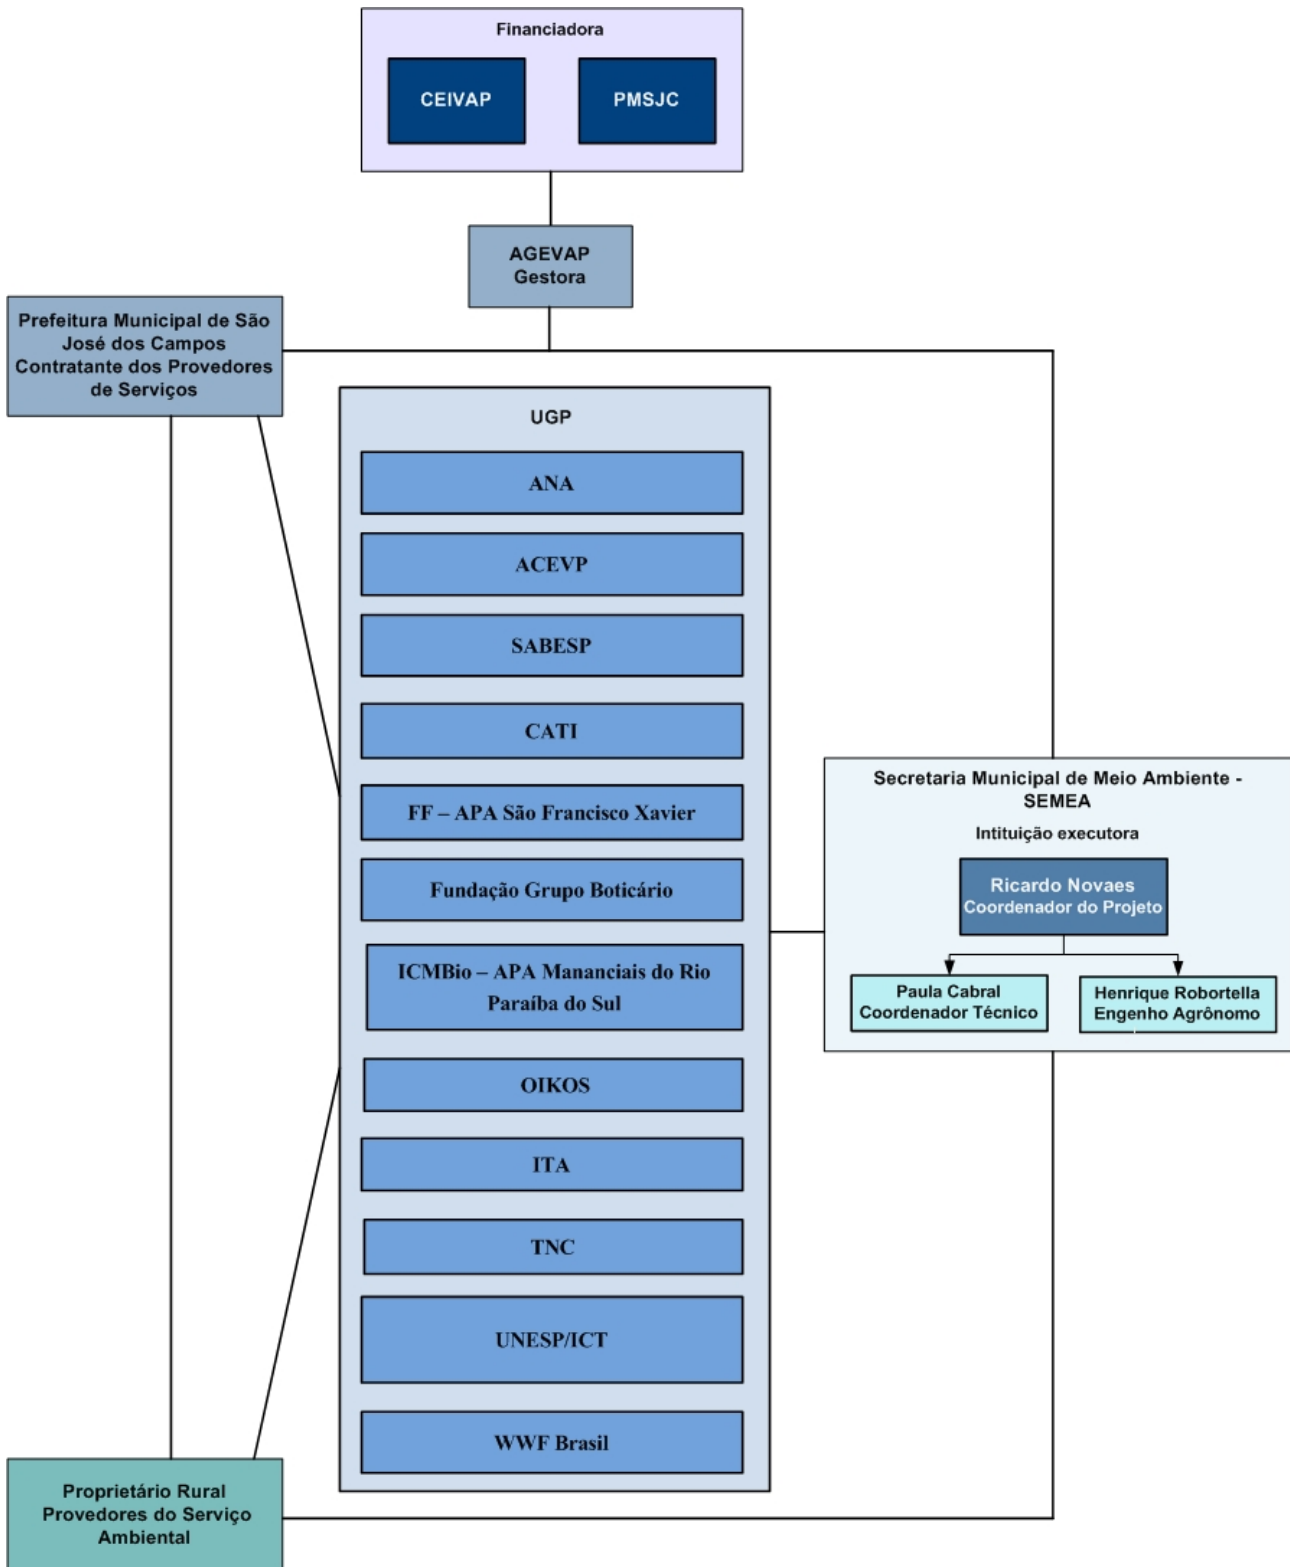 Financiadora
CEIVAP
PMSJC
AGEVAP
Gestora
Prefeitura Municipal de São
José dos Campos
Contratante dos Provedores
de Serviços
UGP
ANA
ACEVP
SABESP
CATI
FF – APA São Francisco Xavier
Fundação Grupo Boticário
ICMBio – APA Mananciais do Rio
Paraíba do Sul
OIKOS
ITA
TNC
UNESP/ICT
WWF Brasil
Secretaria Municipal de Meio Ambiente -
SEMEA
Intituição executora
Ricardo Novaes
Coordenador do Projeto
Paula Cabral
Coordenador Técnico
Henrique Robortella
Engenho Agrônomo
Proprietário Rural
Provedores do Serviço
Ambiental